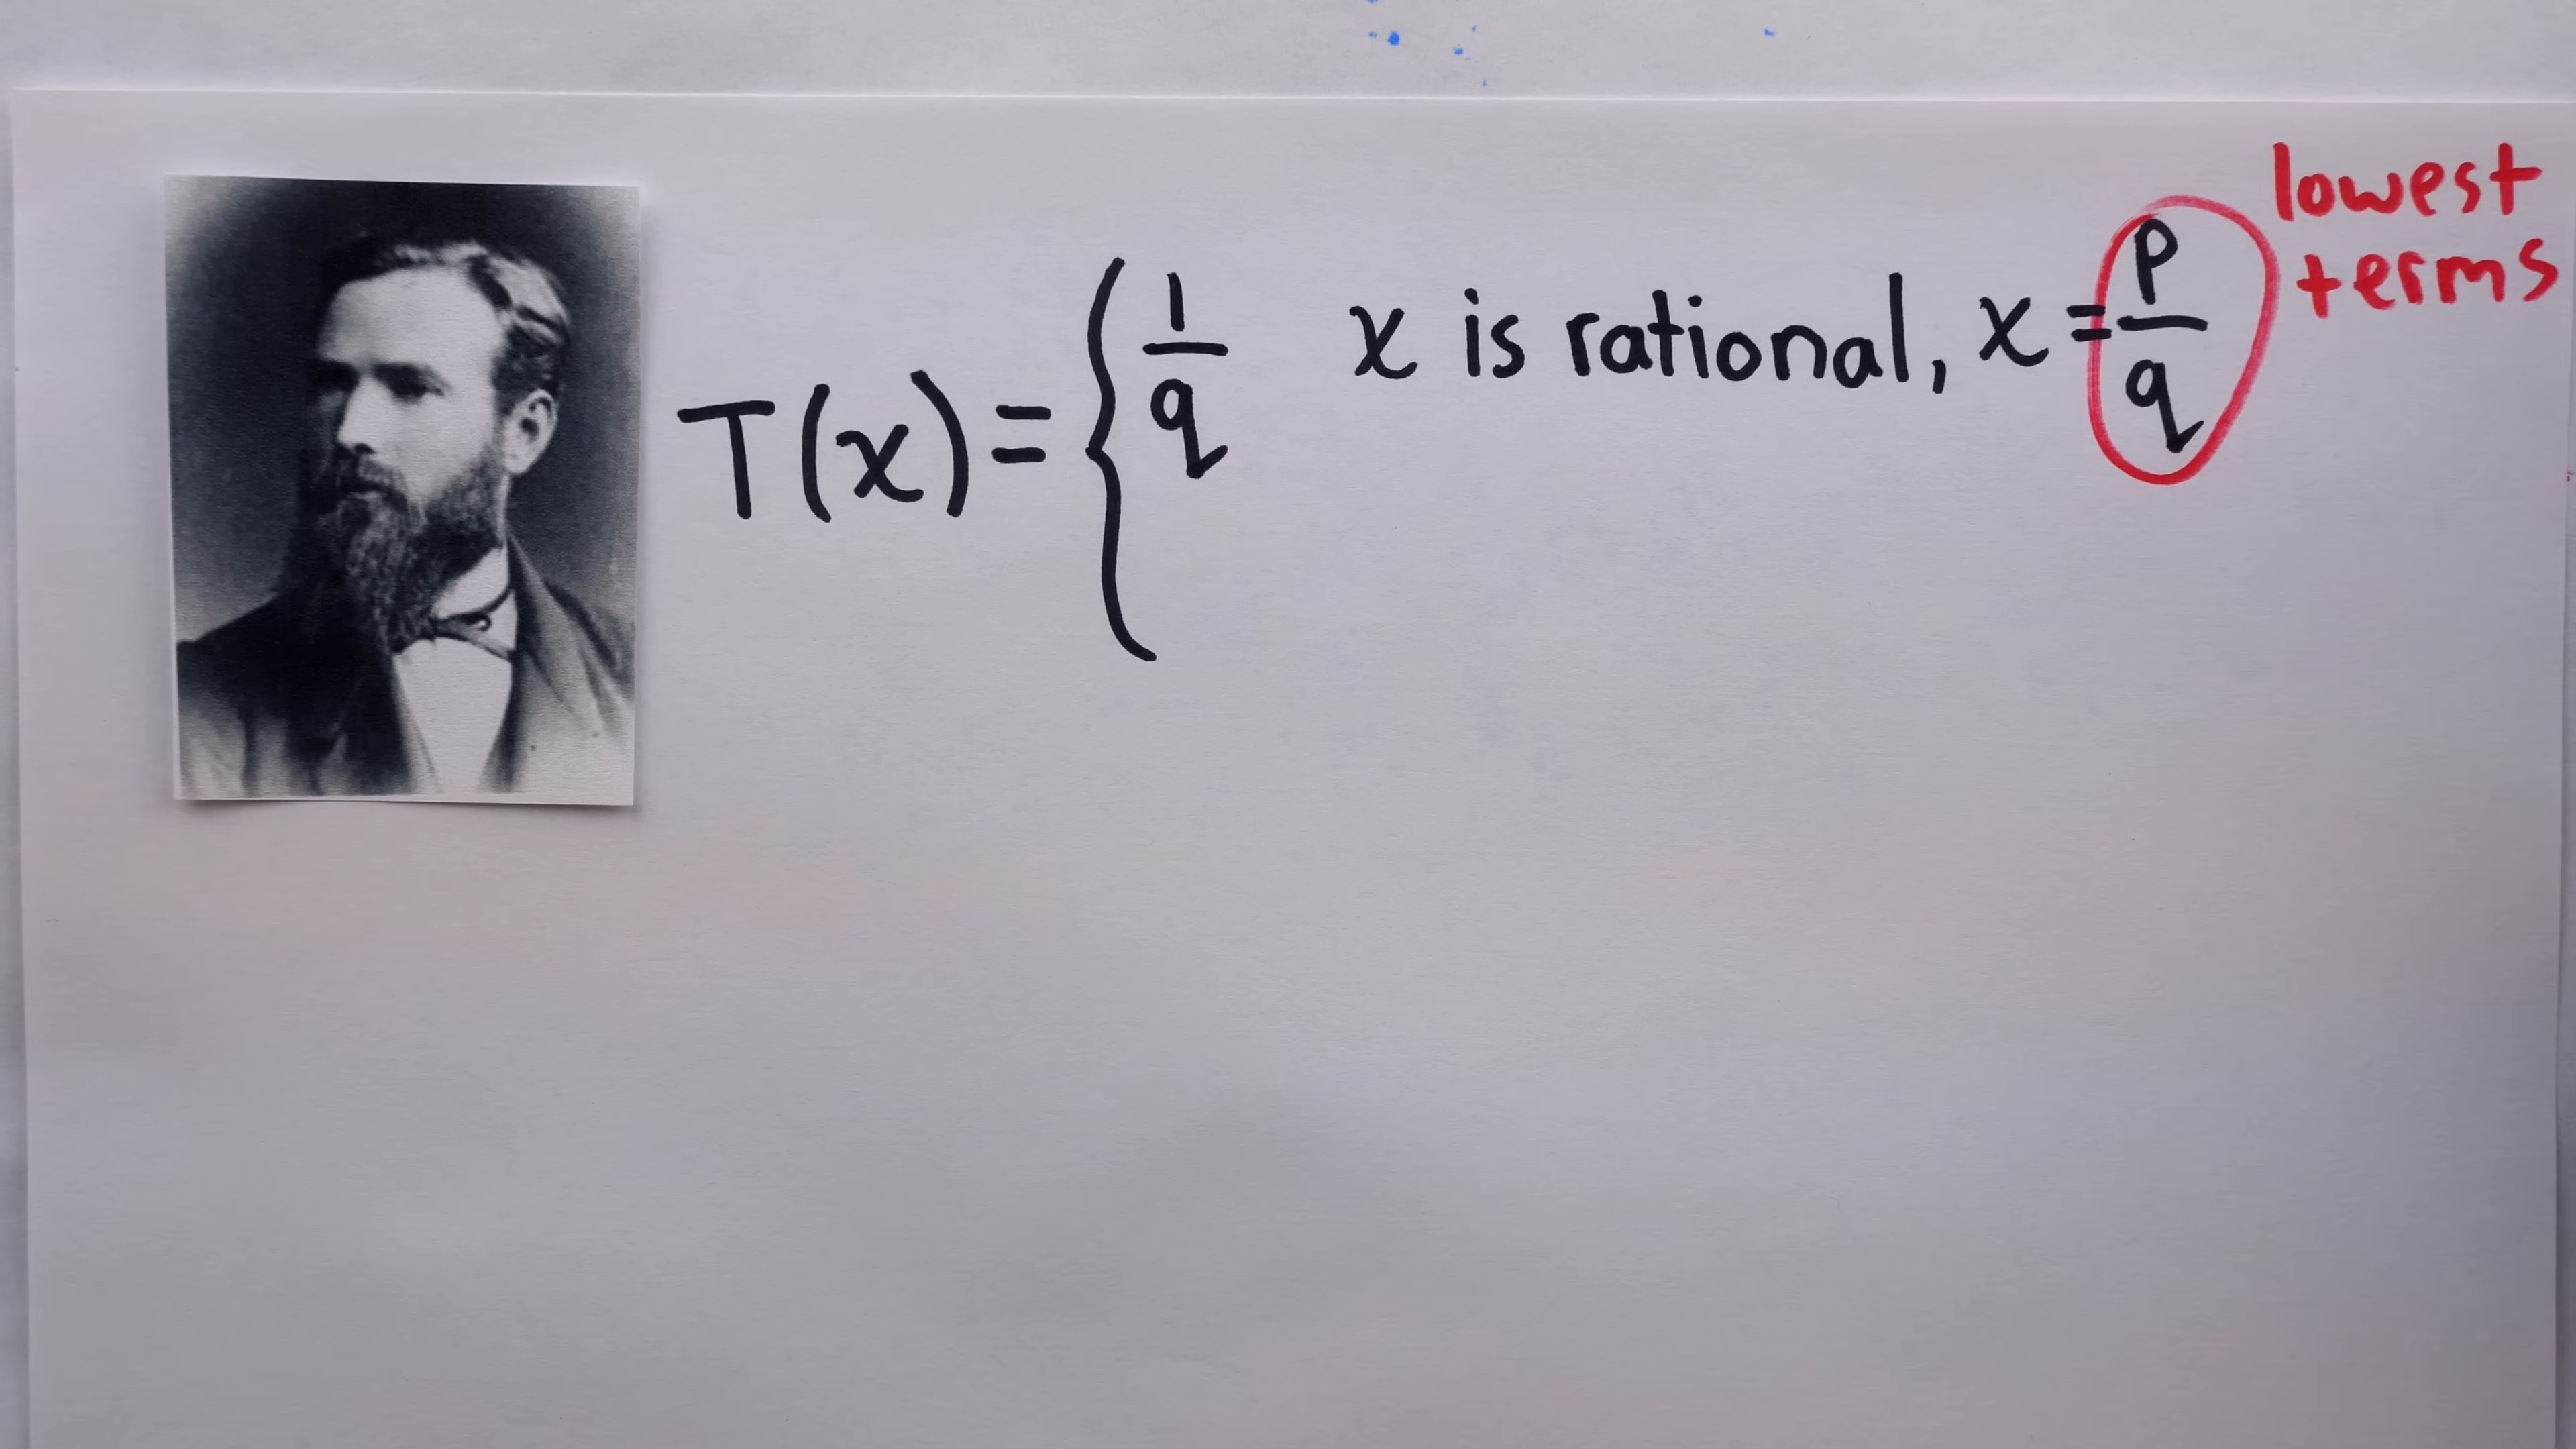 lowest
terms
T(x) = { 1/q x is rational, x = p/q